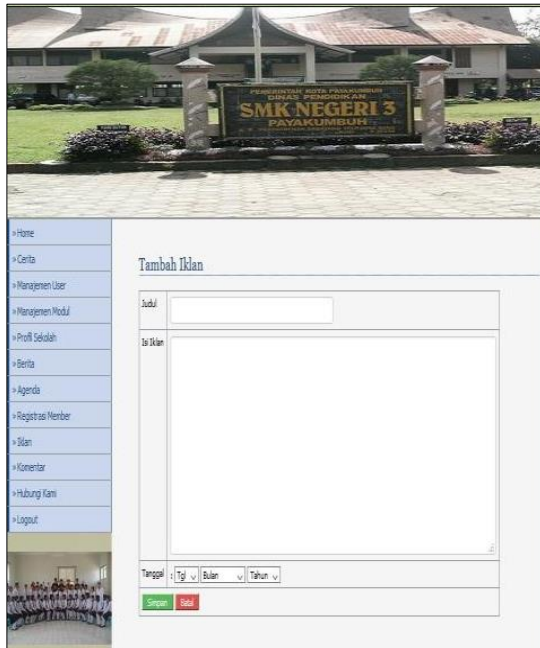 PEMERINTAH KOTA PAYAKUMBUH
DINAS PENDIDIKAN
SMK NEGERI 3
PAYAKUMBUH
» Home
» Cerita
» Manajemen User
» Manajemen Modul
» Profil Sekolah
» Berita
» Agenda
» Registrasi Member
» Iklan
» Komentar
» Hubungi Kami
» Logout
Tambah Iklan
Judul
Isi Iklan
Tanggal : Tgl Bulan Tahun
Simpan Batal